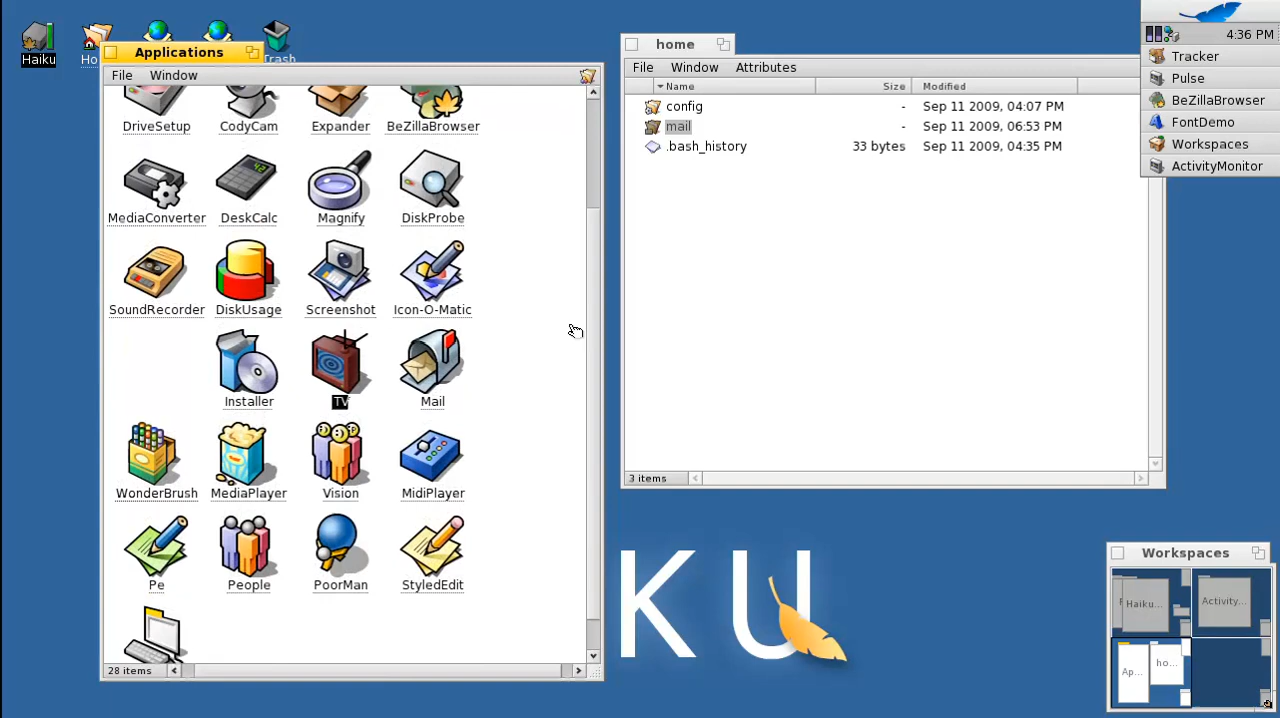 Haiku
Ho
Trash
Applications
File Window
DriveSetup CodyCam Expander BeZillaBrowser
MediaConverter DeskCalc Magnify DiskProbe
SoundRecorder DiskUsage Screenshot Icon-O-Matic
Installer TV Mail
WonderBrush MediaPlayer Vision MidiPlayer
Pe People PoorMan StyledEdit
28 items
home
File Window Attributes
Name Size Modified
config - Sep 11 2009, 04:07 PM
mail - Sep 11 2009, 06:53 PM
.bash_history 33 bytes Sep 11 2009, 04:35 PM
3 items
4:36 PM
Tracker
Pulse
BeZillaBrowser
FontDemo
Workspaces
ActivityMonitor
KU
Workspaces
Haiku...
Activity...
Ap...
ho...